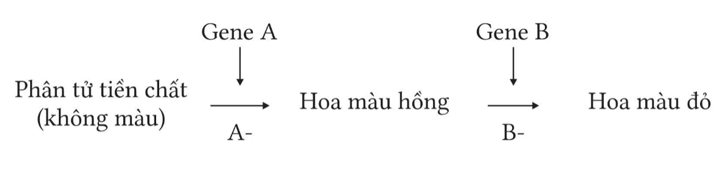 Gene A
Gene B
Phân tử tiền chất
(không màu)
Hoa màu hồng
Hoa màu đỏ
A-
B-